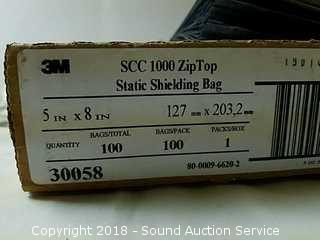 3M
SCC 1000 ZipTop
Static Shielding Bag
5 IN x 8 IN 127 mm x 203,2 mm
BAGS/TOTAL BAGS/PACK PACKS/BOX
QUANTITY 100 100 1
30058 80-0009-6620-2
Copyright 2018 - Sound Auction Service